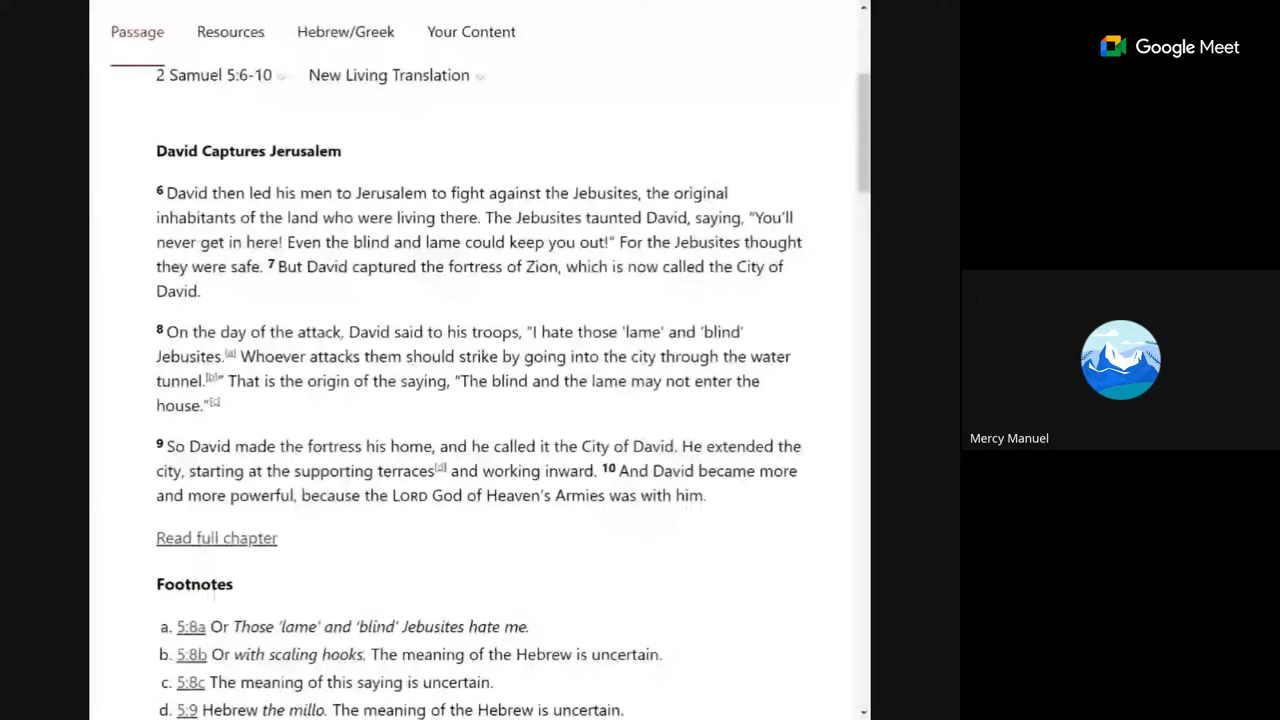 Passage Resources Hebrew/Greek Your Content
2 Samuel 5:6-10 New Living Translation
David Captures Jerusalem
6 David then led his men to Jerusalem to fight against the Jebusites, the original
inhabitants of the land who were living there. The Jebusites taunted David, saying, “You’ll
never get in here! Even the blind and lame could keep you out!” For the Jebusites thought
they were safe. 7 But David captured the fortress of Zion, which is now called the City of
David.
8 On the day of the attack, David said to his troops, “I hate those ‘lame’ and ‘blind’
Jebusites.[a] Whoever attacks them should strike by going into the city through the water
tunnel.[b]” That is the origin of the saying, “The blind and the lame may not enter the
house.”[c]
9 So David made the fortress his home, and he called it the City of David. He extended the
city, starting at the supporting terraces[d] and working inward. 10 And David became more
and more powerful, because the LORD God of Heaven’s Armies was with him.
Read full chapter
Footnotes
a. 5:8a Or Those ‘lame’ and ‘blind’ Jebusites hate me.
b. 5:8b Or with scaling hooks. The meaning of the Hebrew is uncertain.
c. 5:8c The meaning of this saying is uncertain.
d. 5:9 Hebrew the millo. The meaning of the Hebrew is uncertain.
Google Meet
Mercy Manuel